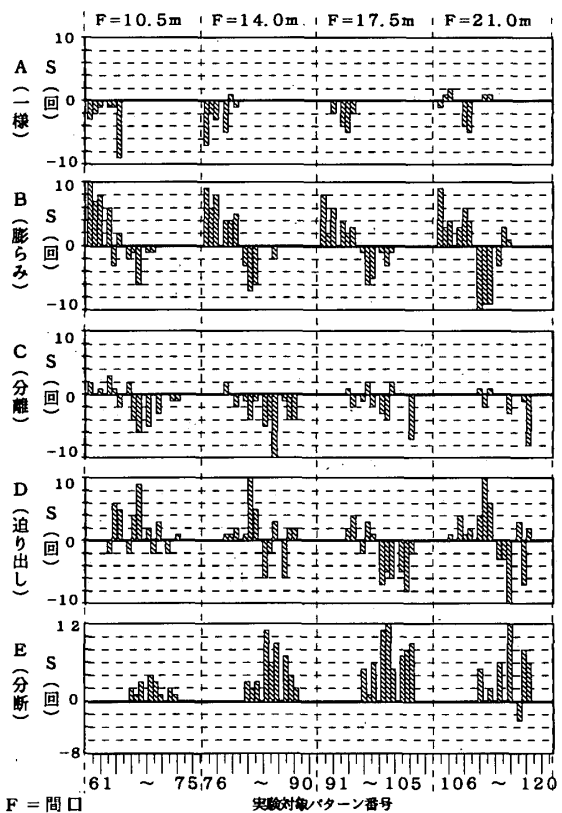 F=10.5m F=14.0m F=17.5m F=21.0m
A (一様) S (回) 10 0 -10
B (膨らみ) S (回) 10 0 -10
C (分離) S (回) 10 0 -10
D (迫り出し) S (回) 10 0 -10
E (分断) S (回) 12 0 -8
61 ~ 75 76 ~ 90 91 ~ 105 106 ~ 120
F = 間口 実験対象パターン番号